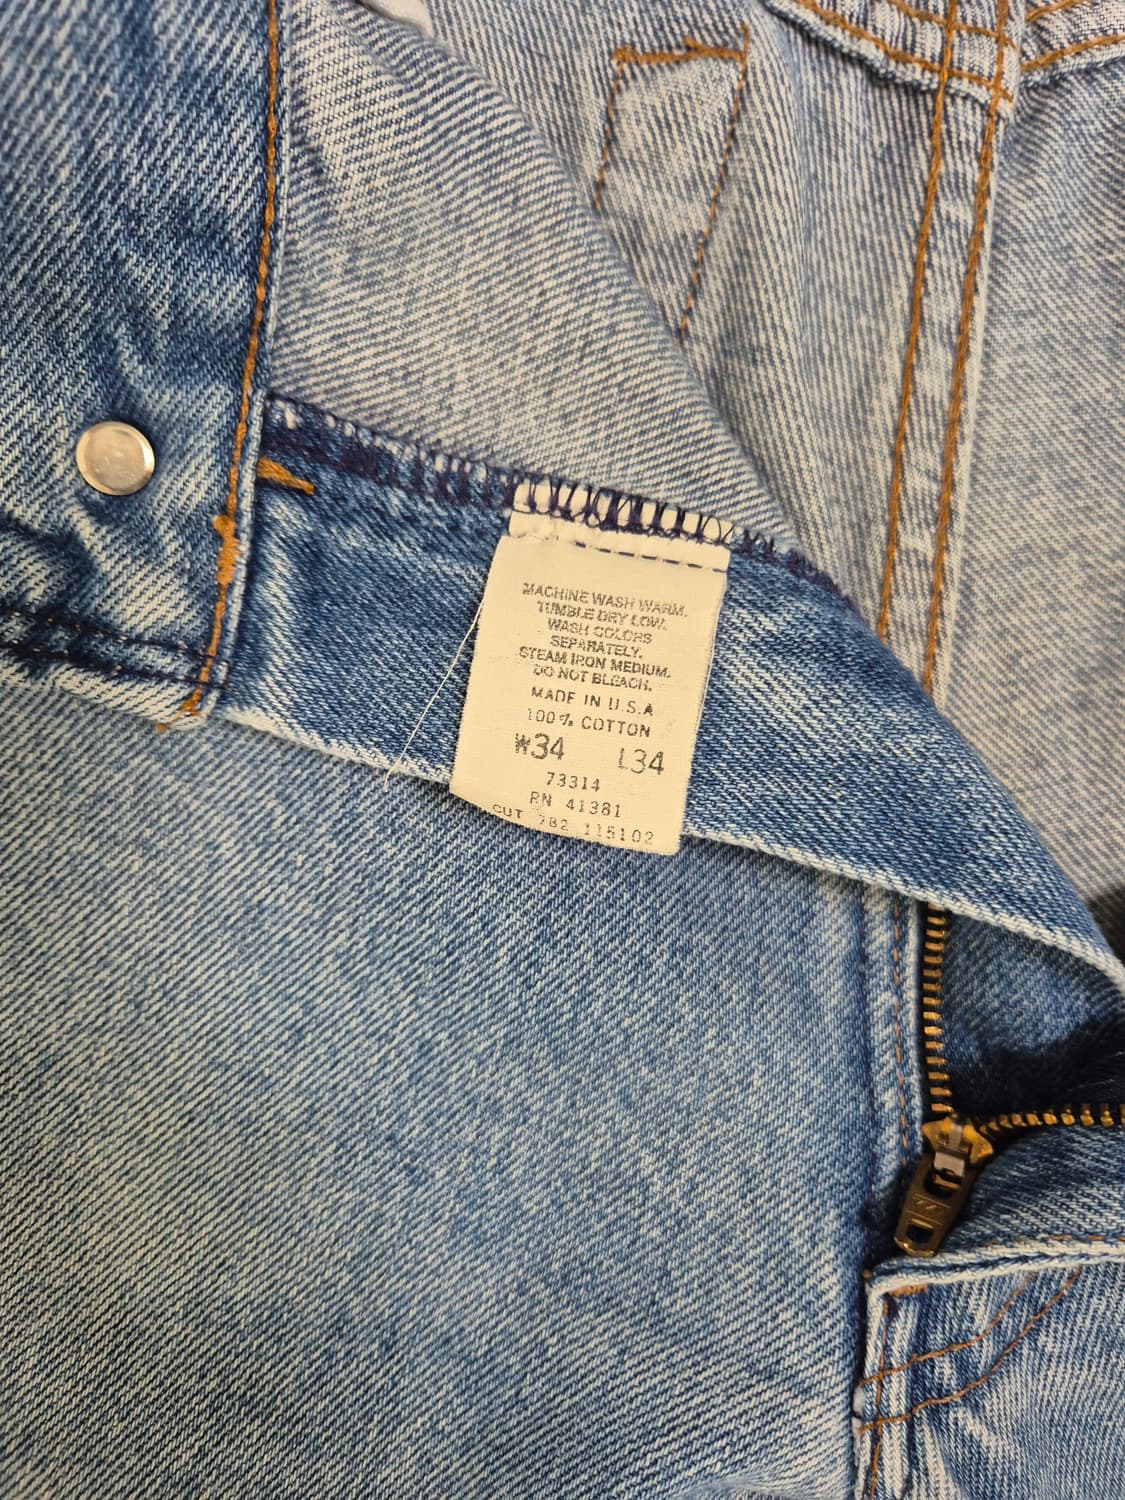 MACHINE WASH WARM.
TUMBLE DRY LOW.
WASH COLORS
SEPARATELY.
STEAM IRON MEDIUM.
DO NOT BLEACH.
MADE IN U.S.A
100% COTTON
W34 L34
73314
RN 41381
CUT 782 115102